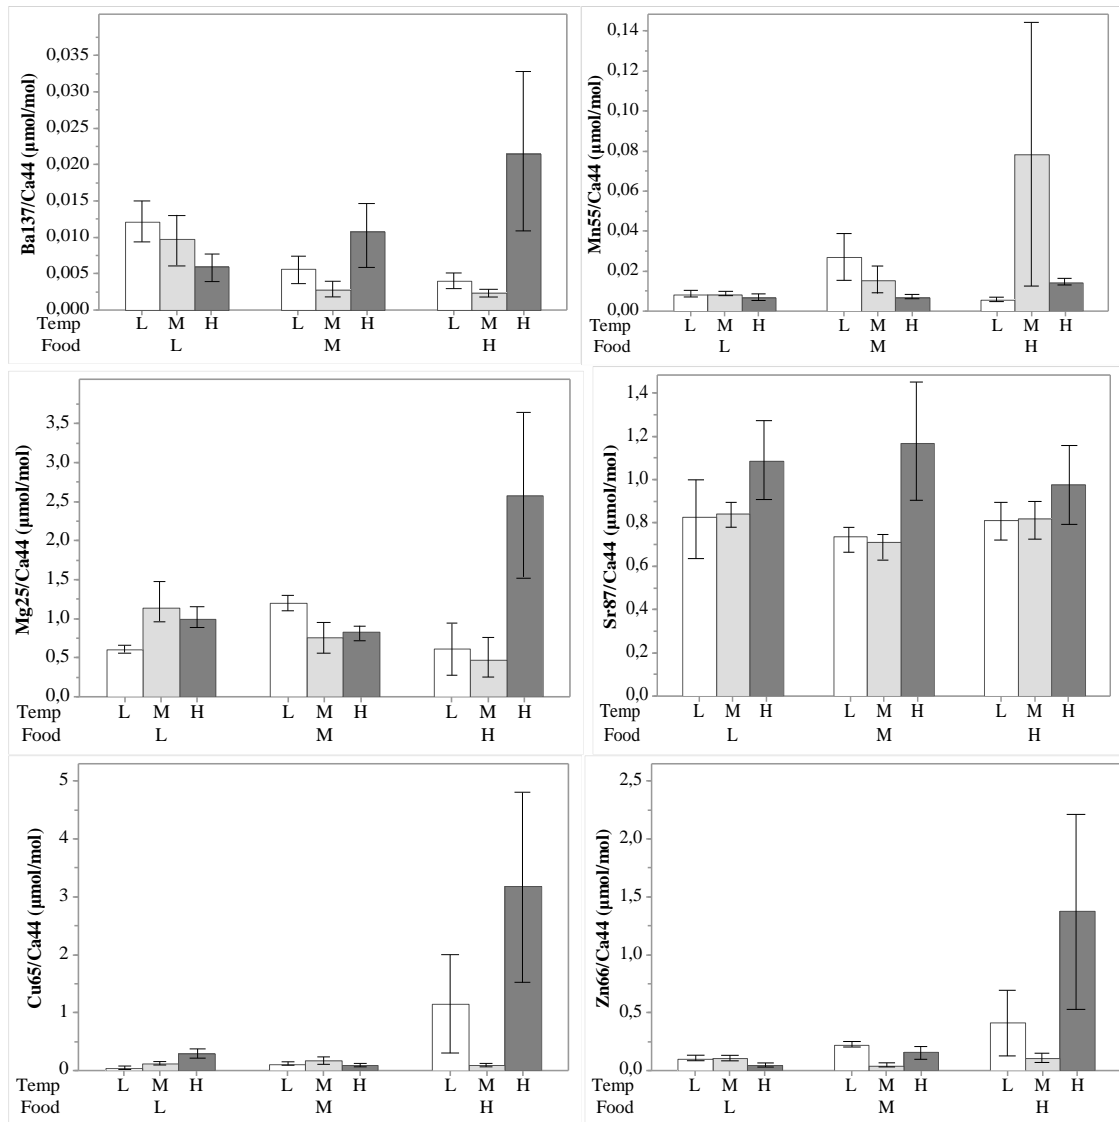 Ba137/Ca44 (µmol/mol)
0,035
0,030
0,025
0,020
0,015
0,010
0,005
0,000
Temp L M H L M H L M H
Food L M H
Mn55/Ca44 (µmol/mol)
0,14
0,12
0,10
0,08
0,06
0,04
0,02
0,00
Temp L M H L M H L M H
Food L M H
Mg25/Ca44 (µmol/mol)
3,5
3,0
2,5
2,0
1,5
1,0
0,5
0,0
Temp L M H L M H L M H
Food L M H
Sr87/Ca44 (µmol/mol)
1,4
1,2
1,0
0,8
0,6
0,4
0,2
0,0
Temp L M H L M H L M H
Food L M H
Cu65/Ca44 (µmol/mol)
5
4
3
2
1
0
Temp L M H L M H L M H
Food L M H
Zn66/Ca44 (µmol/mol)
2,5
2,0
1,5
1,0
0,5
0,0
Temp L M H L M H L M H
Food L M H